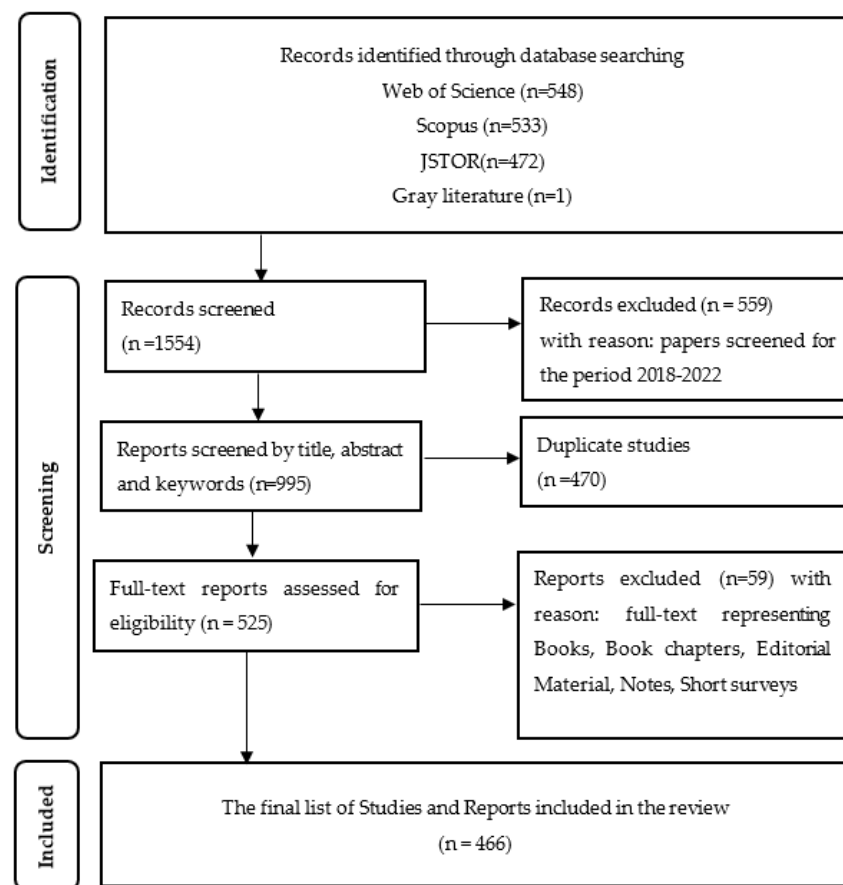 Identification
Records identified through database searching
Web of Science (n=548)
Scopus (n=533)
JSTOR(n=472)
Gray literature (n=1)
Screening
Records screened
(n =1554)
Records excluded (n = 559)
with reason: papers screened for
the period 2018-2022
Reports screened by title, abstract
and keywords (n=995)
Duplicate studies
(n =470)
Full-text reports assessed for
eligibility (n = 525)
Reports excluded (n=59) with
reason: full-text representing
Books, Book chapters, Editorial
Material, Notes, Short surveys
Included
The final list of Studies and Reports included in the review
(n = 466)